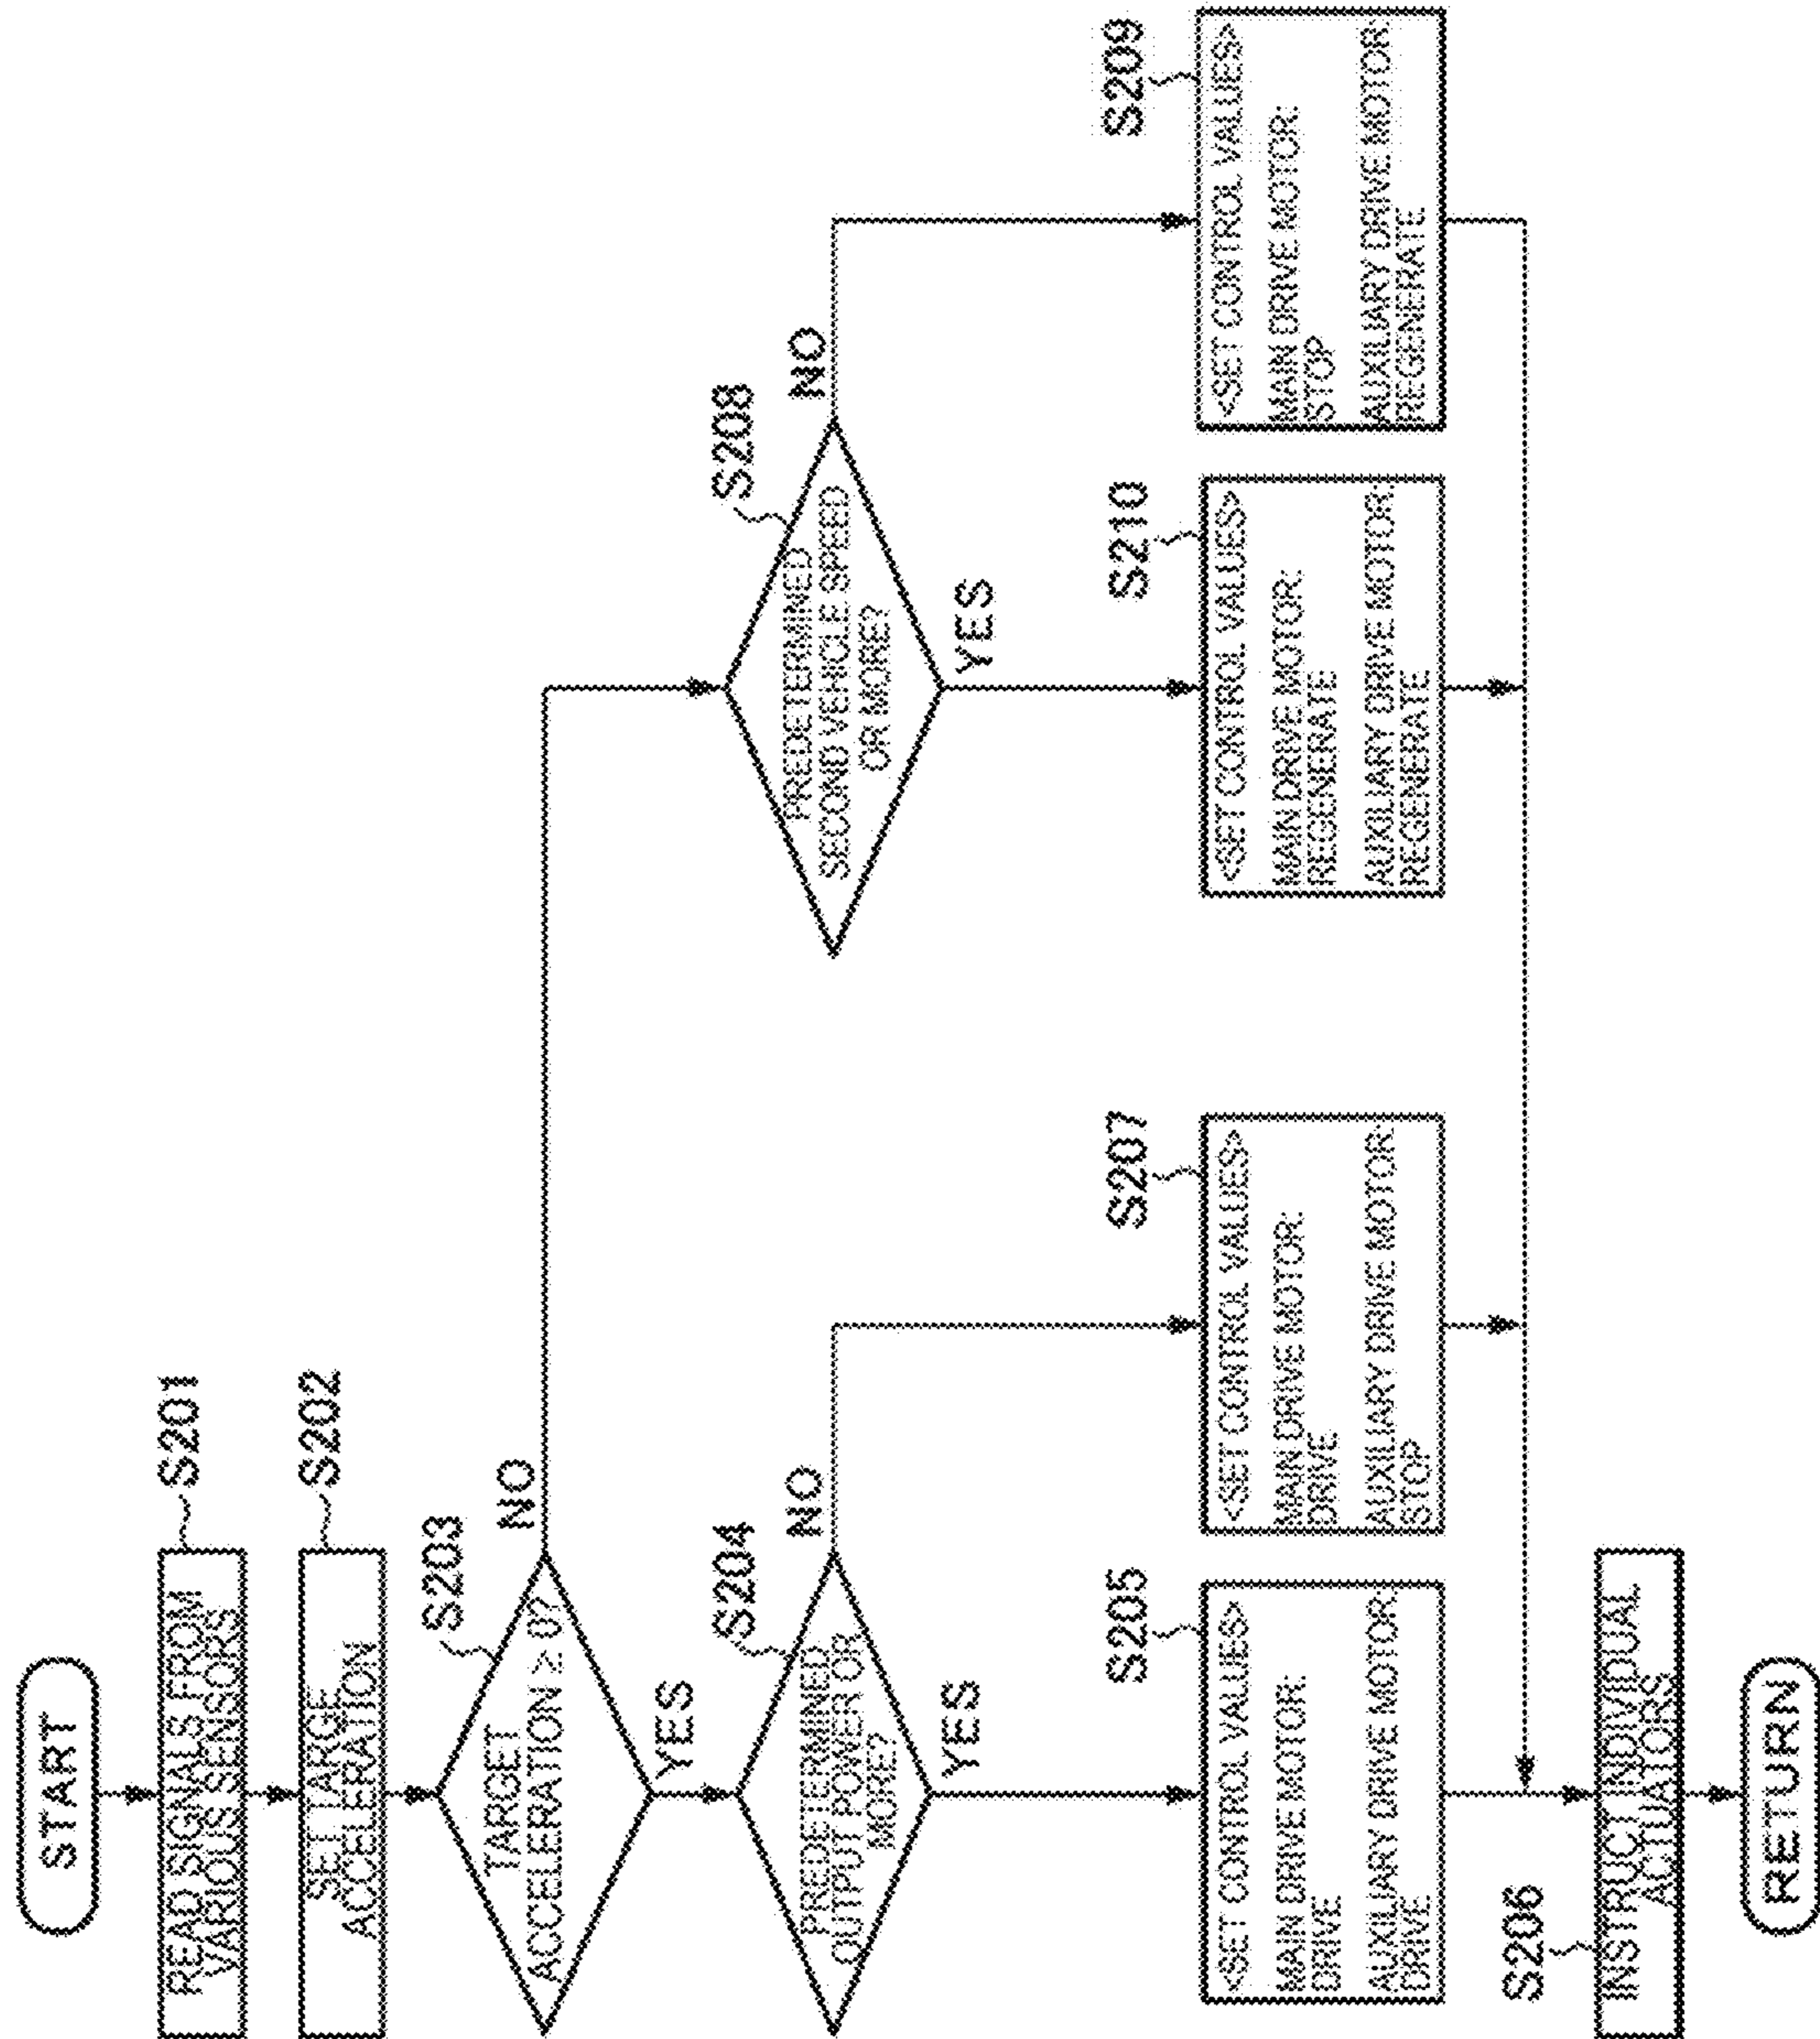 START
S201
READ SIGNALS FROM
VARIOUS SENSORS
S202
SET TARGE
ACCELERATION
S203
TARGET
ACCELERATION ≥ 0?
NO
YES
S204
PREDETERMINED
OUTPUT POWER OR
MORE?
NO
YES
S208
PREDETERMINED
SECOND VEHICLE SPEED
OR MORE?
NO
YES
S205
<SET CONTROL VALUES>
MAIN DRIVE MOTOR:
DRIVE
AUXILIARY DRIVE MOTOR:
DRIVE
S207
<SET CONTROL VALUES>
MAIN DRIVE MOTOR:
DRIVE
AUXILIARY DRIVE MOTOR:
STOP
S210
<SET CONTROL VALUES>
MAIN DRIVE MOTOR:
REGENERATE
AUXILIARY DRIVE MOTOR:
REGENERATE
S209
<SET CONTROL VALUES>
MAIN DRIVE MOTOR:
STOP
AUXILIARY DRIVE MOTOR:
REGENERATE
S206
INSTRUCT INDIVIDUAL
ACTUATORS
RETURN